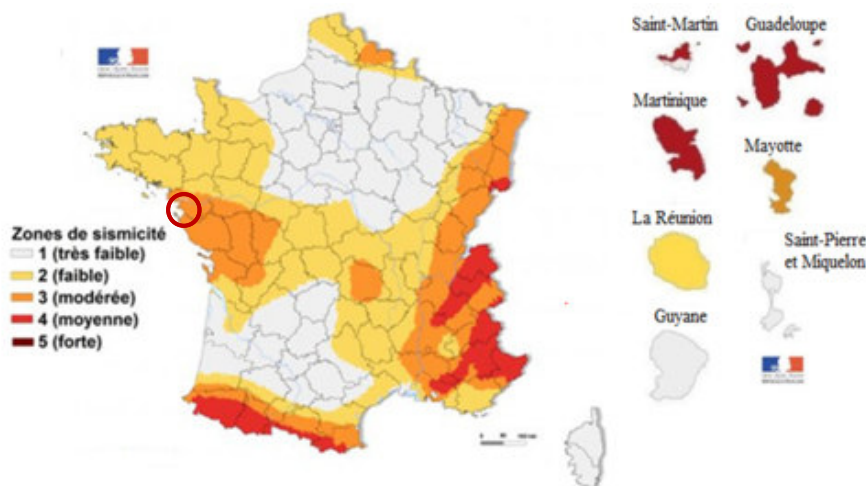 Zones de sismicité
1 (très faible)
2 (faible)
3 (modérée)
4 (moyenne)
5 (forte)
Saint-Martin
Guadeloupe
Martinique
Mayotte
La Réunion
Saint-Pierre
et Miquelon
Guyane